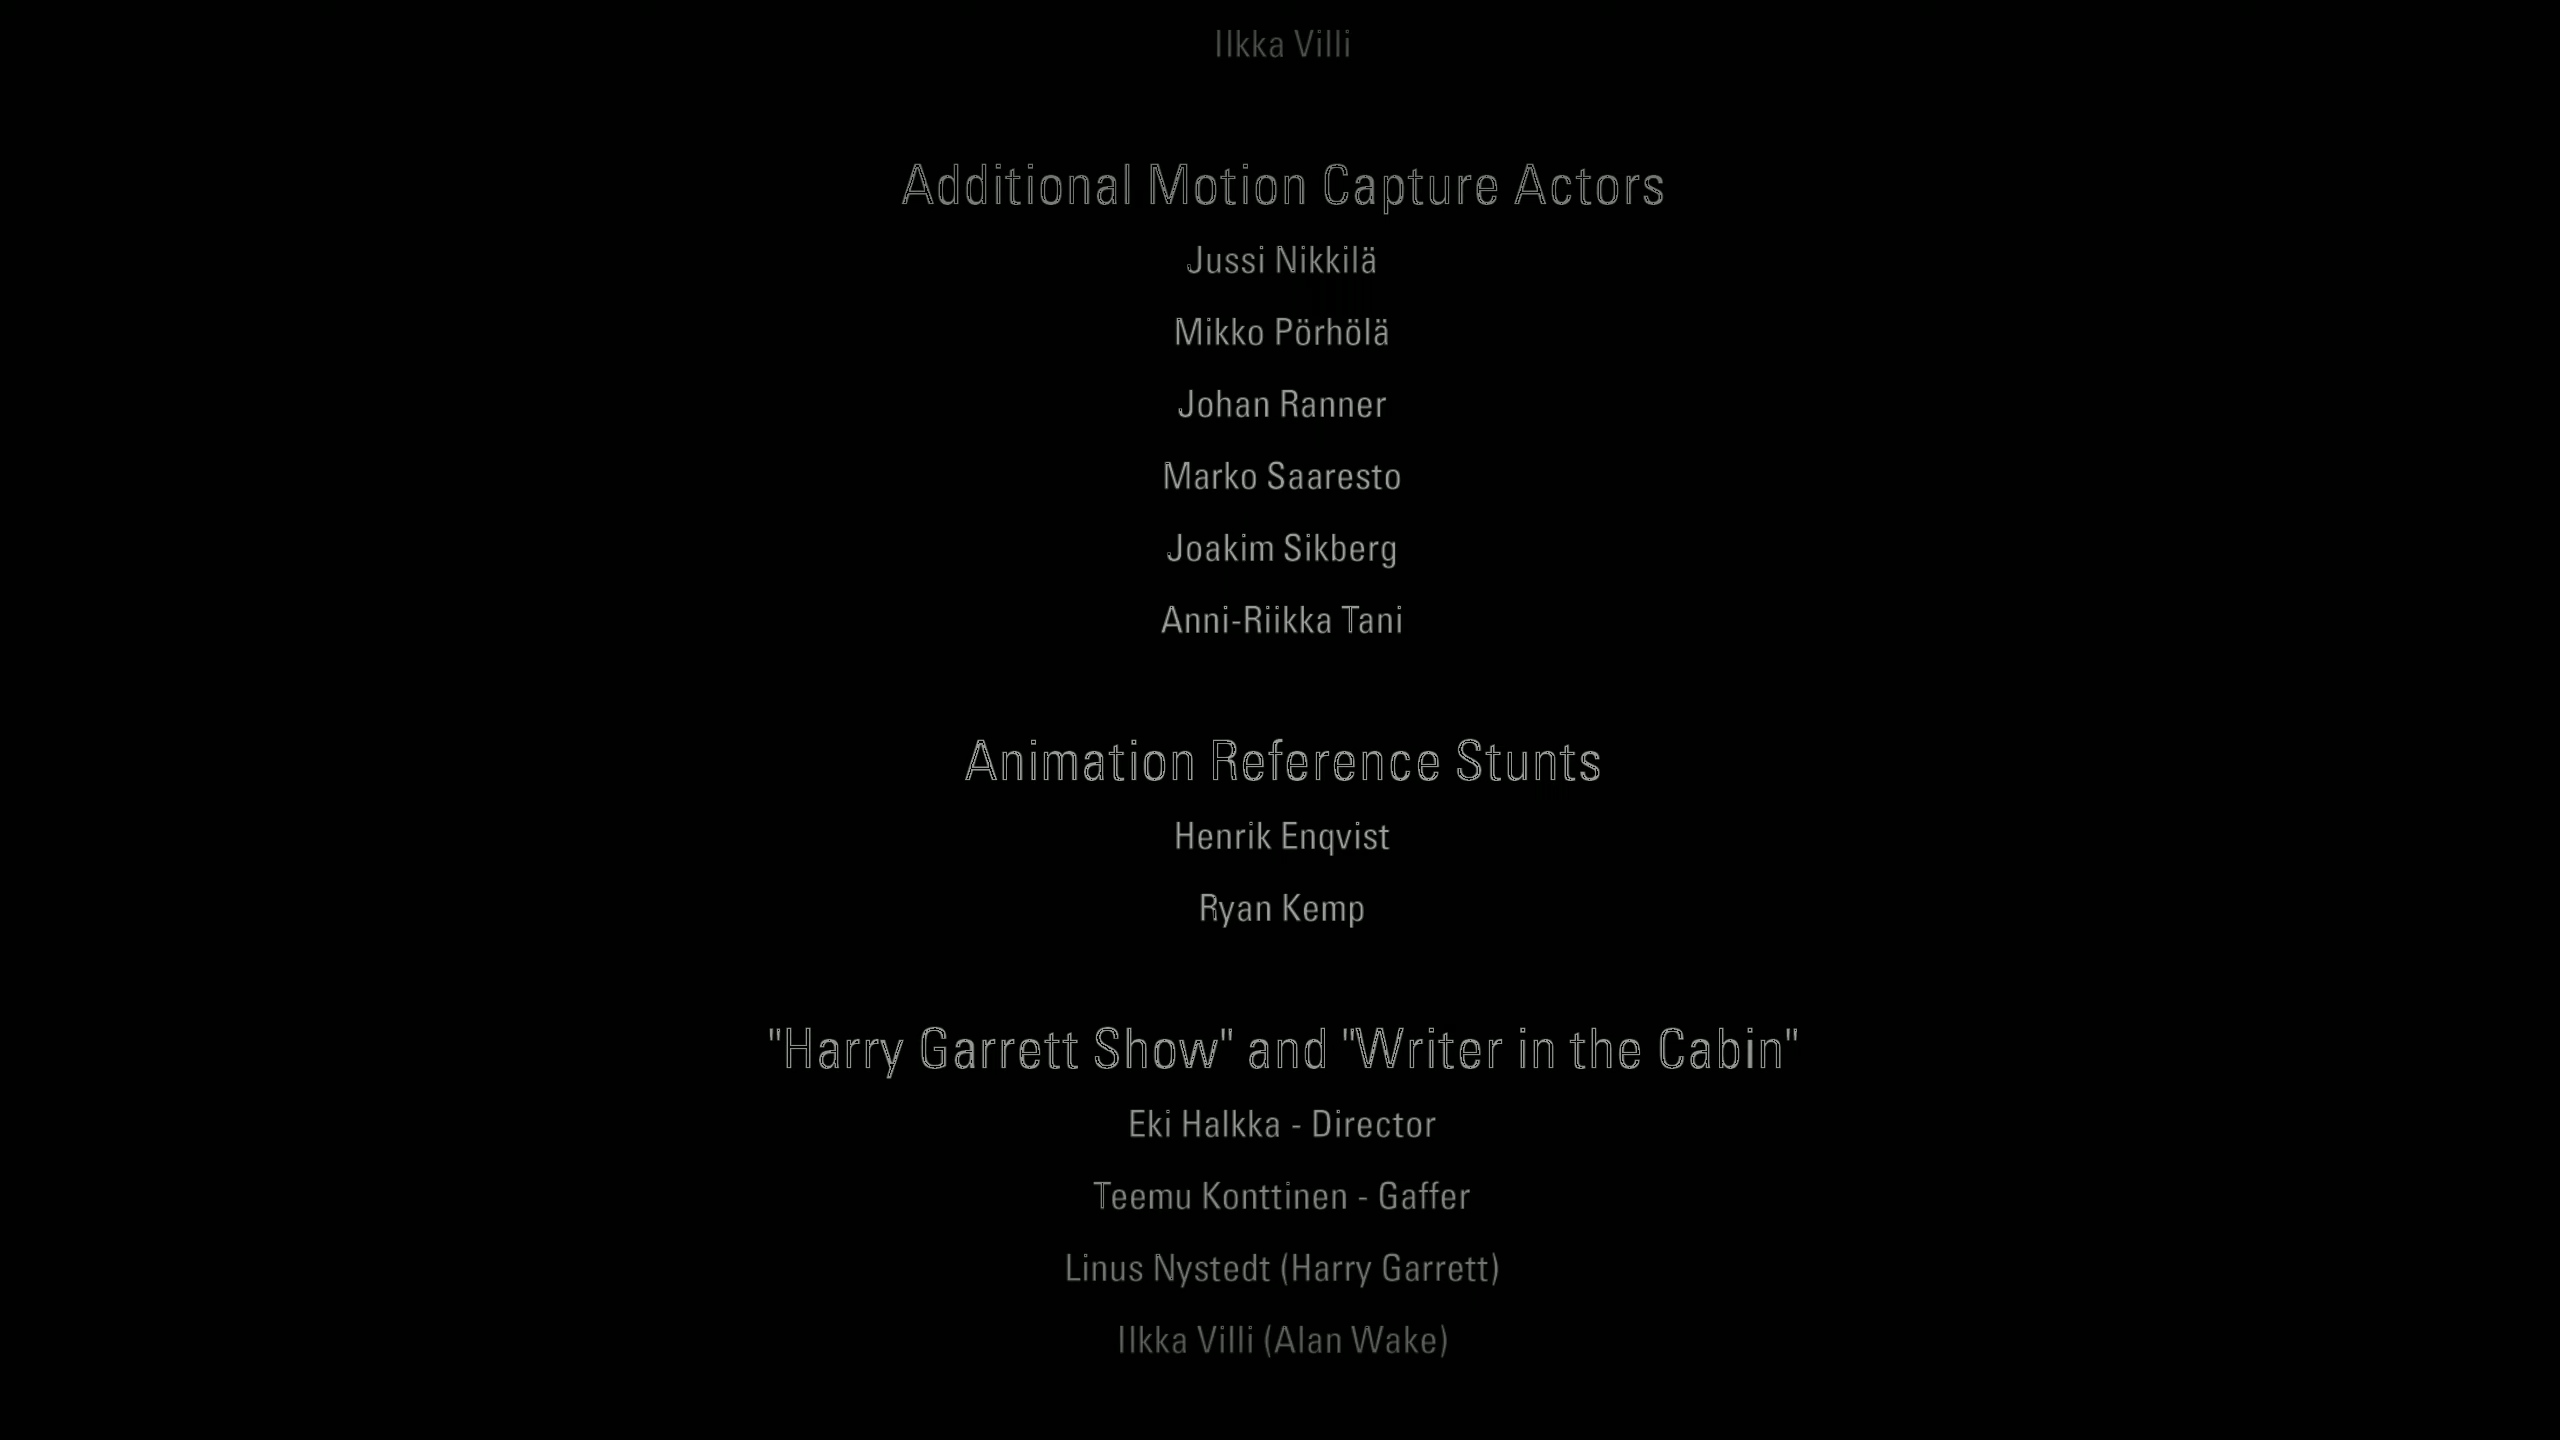 Ilkka Villi
Additional Motion Capture Actors
Jussi Nikkilä
Mikko Pörhölä
Johan Ranner
Marko Saaresto
Joakim Sikberg
Anni-Riikka Tani
Animation Reference Stunts
Henrik Enqvist
Ryan Kemp
"Harry Garrett Show" and "Writer in the Cabin"
Eki Halkka - Director
Teemu Konttinen - Gaffer
Linus Nystedt (Harry Garrett)
Ilkka Villi (Alan Wake)